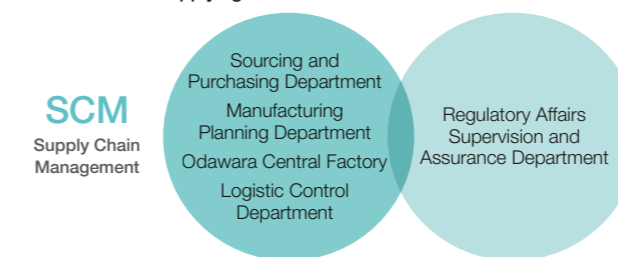 SCM
Supply Chain
Management
Sourcing and
Purchasing Department
Manufacturing
Planning Department
Odawara Central Factory
Logistic Control
Department
Regulatory Affairs
Supervision and
Assurance Department